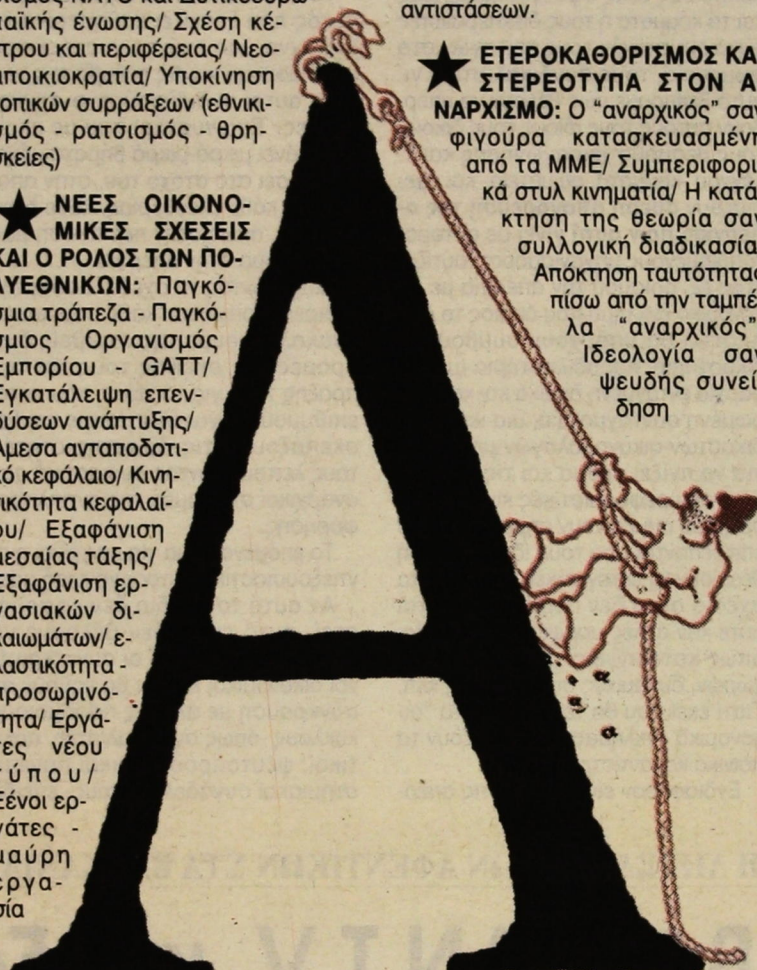 παϊκής ένωσης/ Σχέση κέ-
ντρου και περιφέρειας/ Νεο-
αποικιοκρατία/ Υποκίνηση
τοπικών συρράξεων (εθνικι-
σμός - ρατσισμός - θρη-
σκείες)
★ ΝΕΕΣ ΟΙΚΟΝΟ-
ΜΙΚΕΣ ΣΧΕΣΕΙΣ
ΚΑΙ Ο ΡΟΛΟΣ ΤΩΝ ΠΟ-
ΛΥΕΘΝΙΚΩΝ: Παγκό-
σμια τράπεζα - Παγκό-
σμιος Οργανισμός
Εμπορίου - GATT/
Εγκατάλειψη επεν-
δύσεων ανάπτυξης/
Άμεσα ανταποδοτι-
κό κεφάλαιο/ Κινη-
τικότητα κεφαλαί-
ου/ Εξαφάνιση
μεσαίας τάξης/
Εξαφάνιση ερ-
γασιακών δι-
καιωμάτων/ ε-
λαστικότητα -
προσωρινό-
τητα/ Εργά-
τες νέου
τύπου/
Ξένοι ερ-
γάτες -
μαύρη
εργα-
σία
αντιστάσεων.
★ ΕΤΕΡΟΚΑΘΟΡΙΣΜΟΣ ΚΑ
ΣΤΕΡΕΟΤΥΠΑ ΣΤΟΝ Α
ΝΑΡΧΙΣΜΟ: Ο “αναρχικός” σαν
φιγούρα κατασκευασμένη
από τα ΜΜΕ/ Συμπεριφορι
κά στυλ κινηματία/ Η κατά
κτηση της θεωρία σαν
συλλογική διαδικασία
Απόκτηση ταυτότητας
πίσω από την ταμπέ
λα “αναρχικός”
Ιδεολογία σαν
ψευδής συνεί
δηση
Α